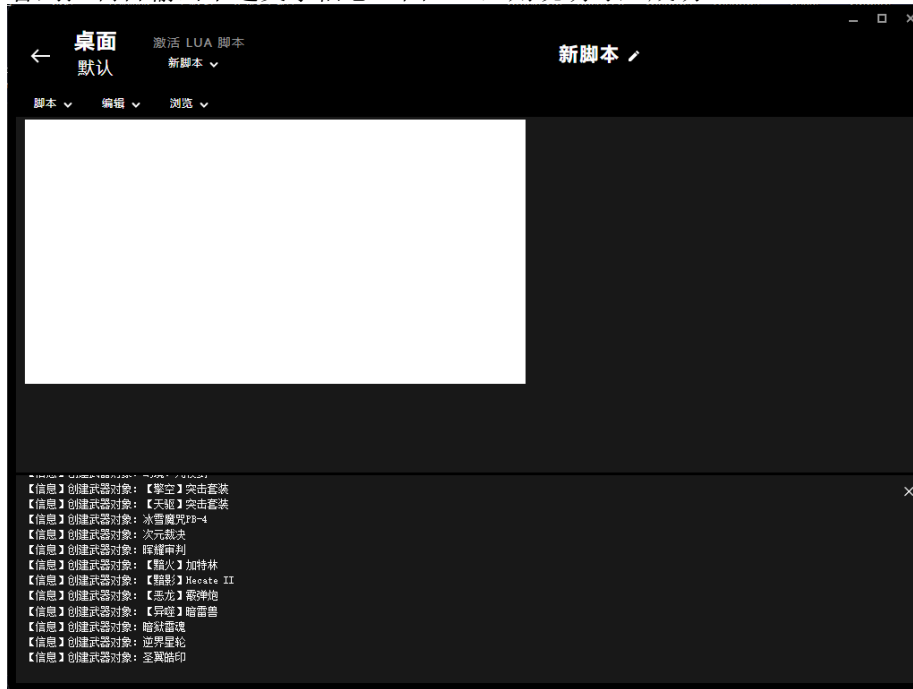 桌面
默认
激活 LUA 脚本
新脚本
新脚本
脚本 编辑 浏览
【信息】创建武器对象：【擎空】突击套装
【信息】创建武器对象：【天驱】突击套装
【信息】创建武器对象：冰雪魔咒PB-4
【信息】创建武器对象：次元裁决
【信息】创建武器对象：晖耀审判
【信息】创建武器对象：【黯火】加特林
【信息】创建武器对象：【黯影】Hecate II
【信息】创建武器对象：【恶龙】霰弹炮
【信息】创建武器对象：【异噬】暗雷兽
【信息】创建武器对象：暗狱雷魂
【信息】创建武器对象：逆界星轮
【信息】创建武器对象：圣翼皓印